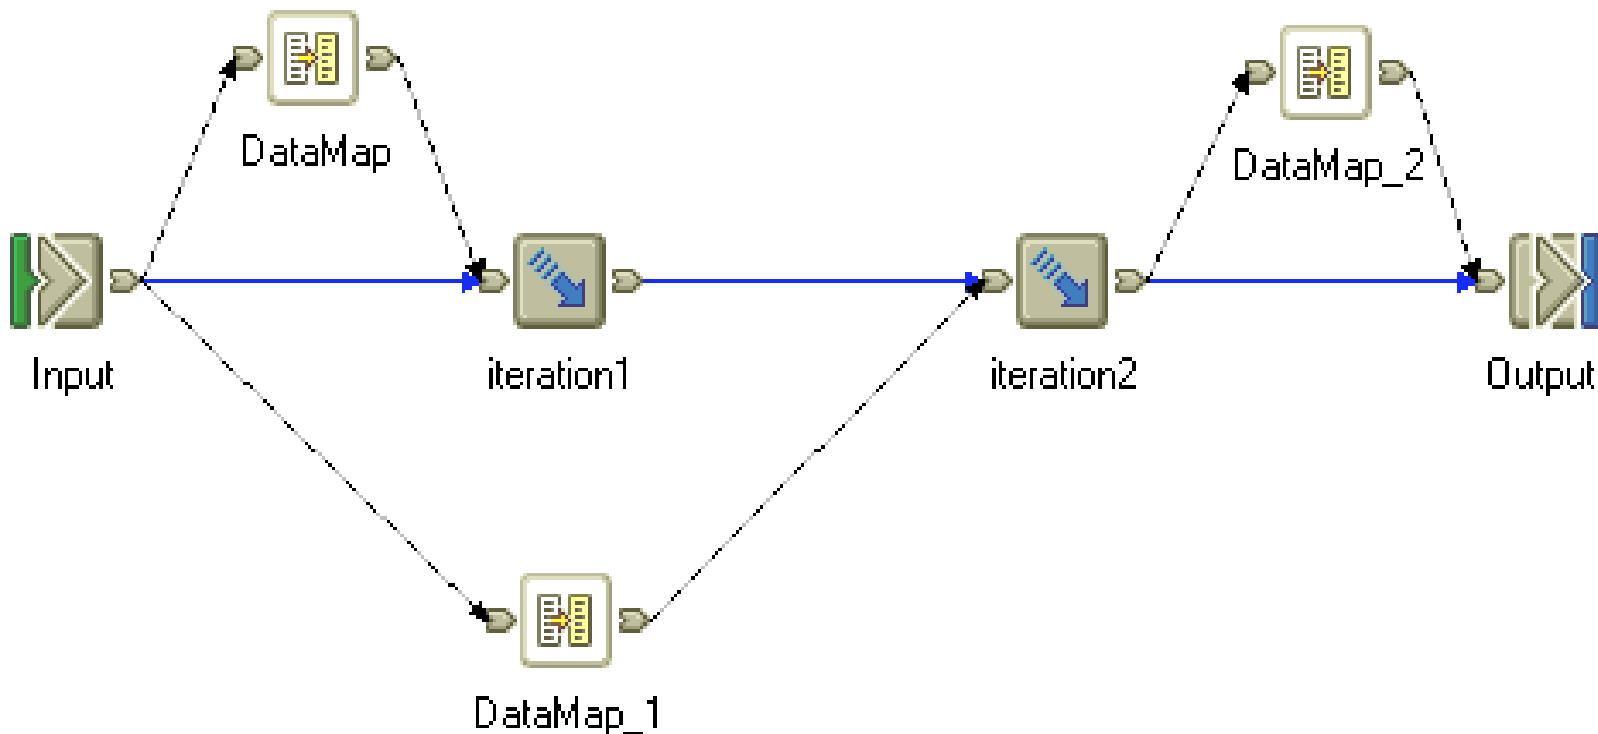 DataMap
DataMap_2
Input
iteration1
iteration2
Output
DataMap_1